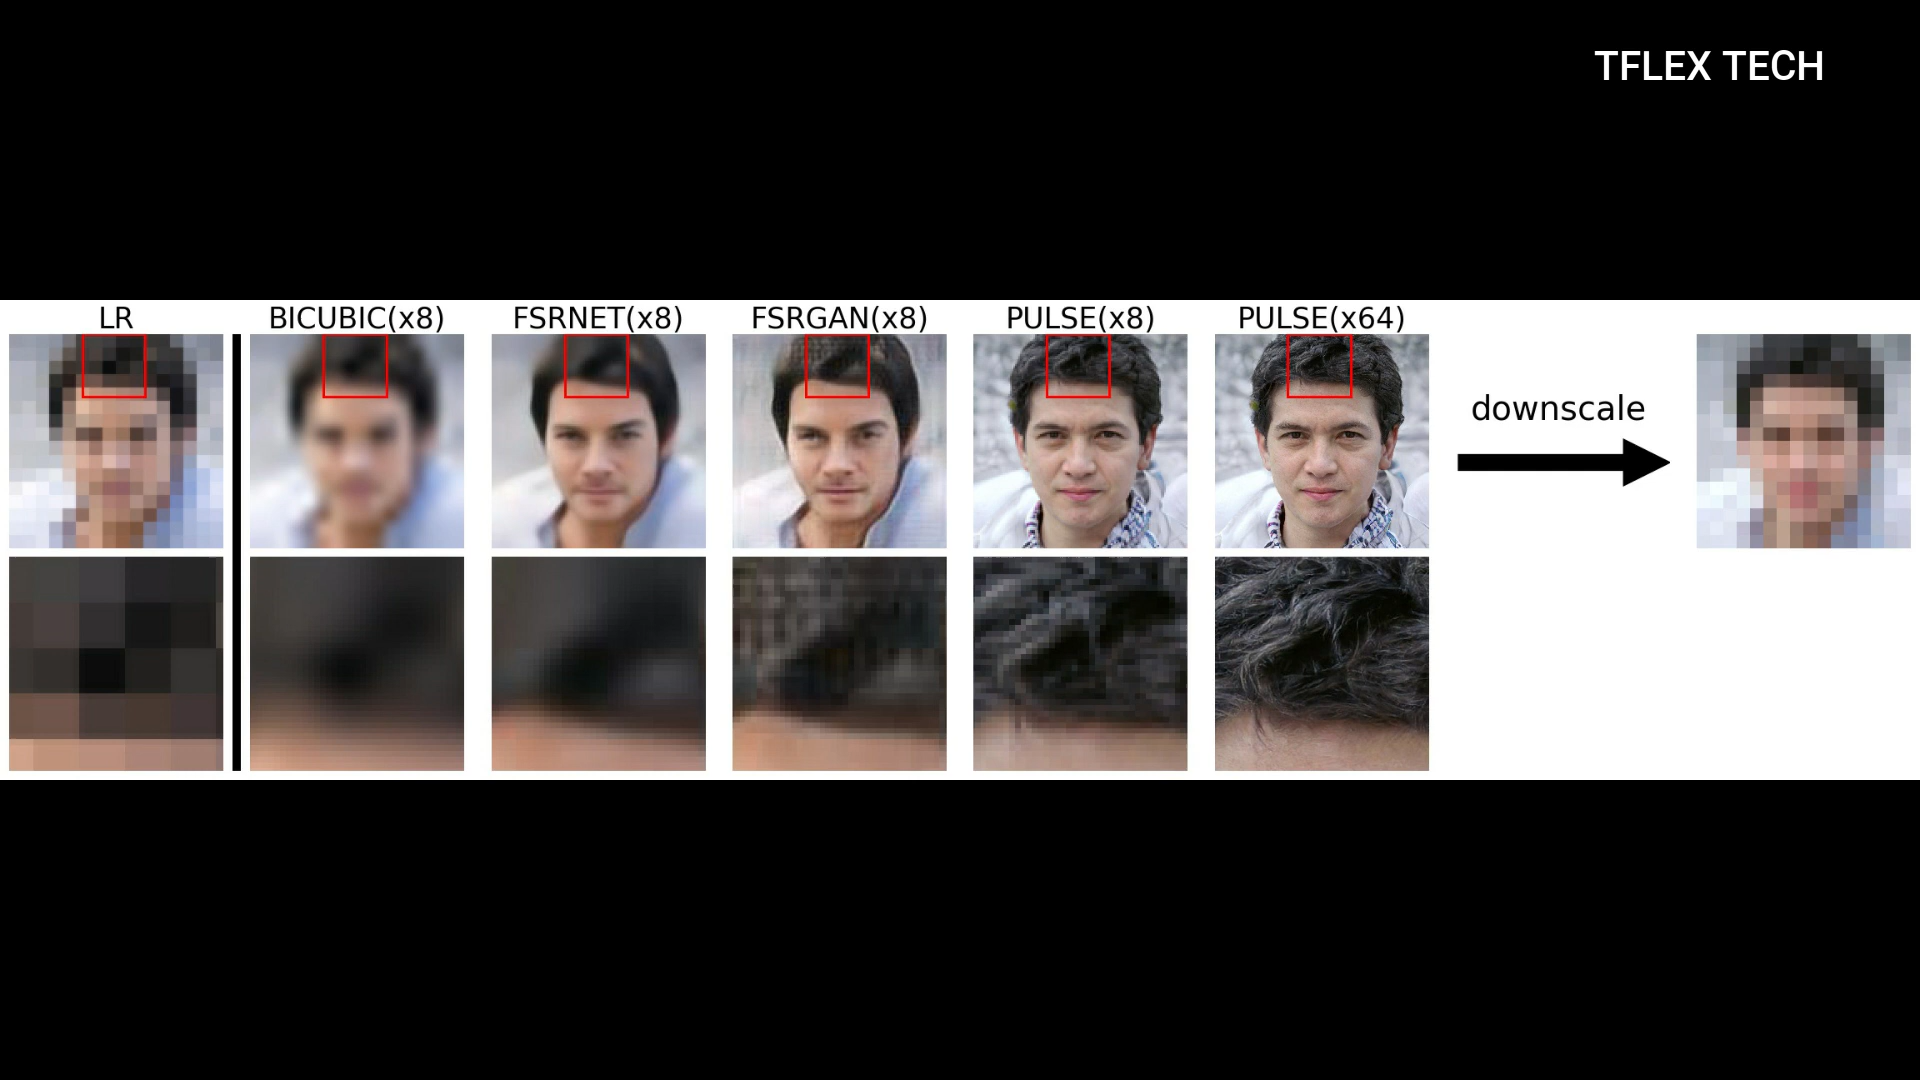 TFLEX TECH
LR
BICUBIC(x8)
FSRNET(x8)
FSRGAN(x8)
PULSE(x8)
PULSE(x64)
downscale